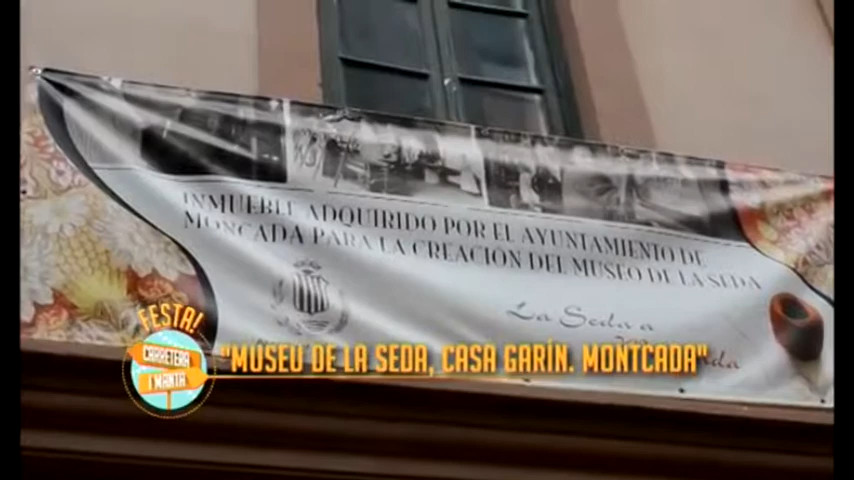 INMUEBLE ADQUIRIDO POR EL AYUNTAMIENTO DE
MONCADA PARA LA CREACION DEL MUSEO DE LA SEDA
La Seda a
FESTA!
CARRETERA
I MANTA
"MUSEU DE LA SEDA, CASA GARÍN. MONTCADA"